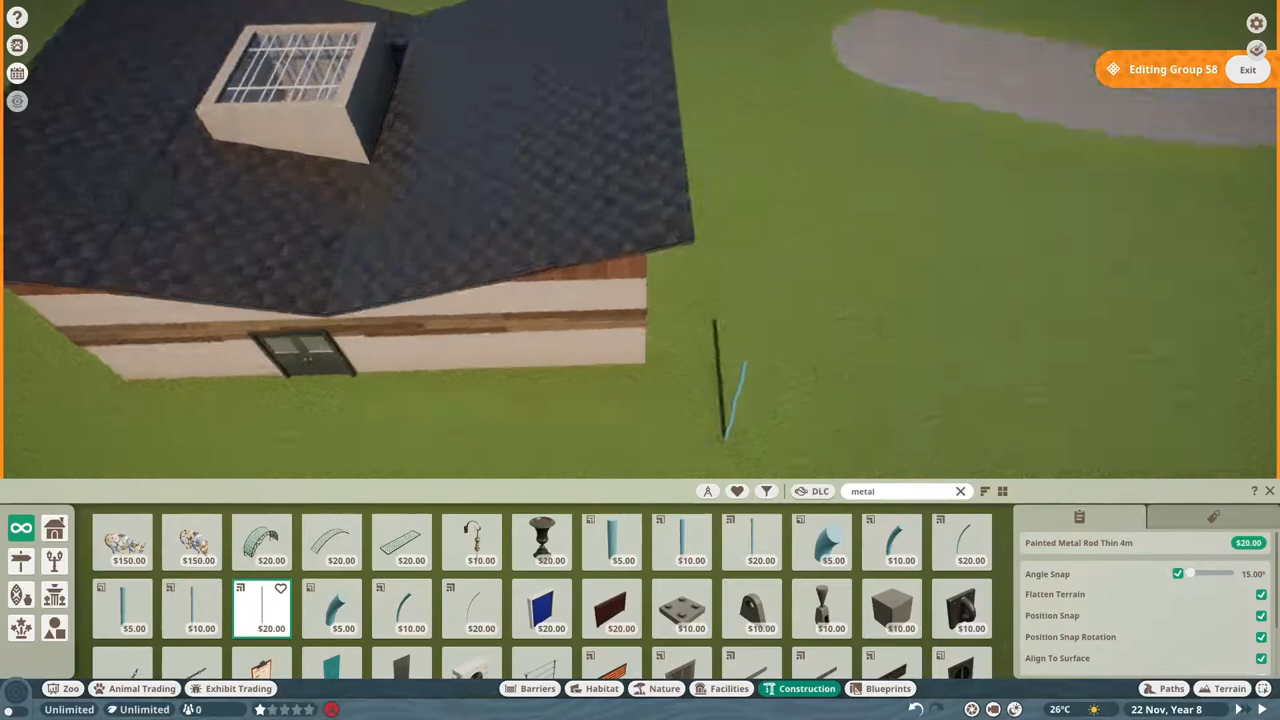 Editing Group 58
Exit
DLC
metal
$150.00 $150.00 $20.00 $20.00 $20.00 $10.00 $20.00 $5.00 $10.00 $20.00 $5.00 $10.00 $20.00
$5.00 $10.00 $20.00 $5.00 $10.00 $20.00 $20.00 $20.00 $10.00 $10.00 $10.00 $10.00 $10.00
Painted Metal Rod Thin 4m $20.00
Angle Snap 15.00°
Flatten Terrain
Position Snap
Position Snap Rotation
Align To Surface
Zoo Animal Trading Exhibit Trading Barriers Habitat Nature Facilities Construction Blueprints Paths Terrain
Unlimited Unlimited 0 26°C 22 Nov, Year 8